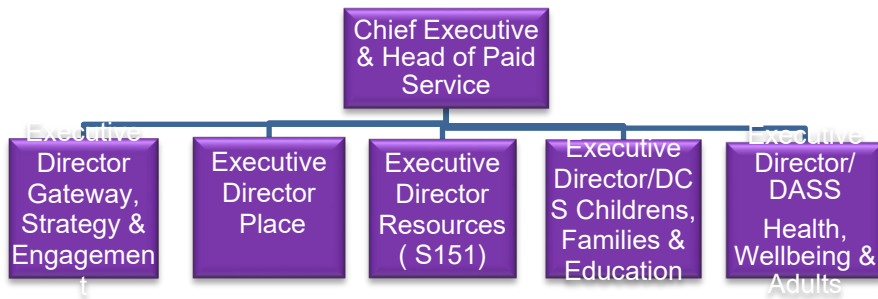 Chief Executive
& Head of Paid
Service
Executive
Director
Gateway,
Strategy &
Engagemen
t
Executive
Director
Place
Executive
Director
Resources
( S151)
Executive
Director/DC
S Childrens,
Families &
Education
Executive
Director/
DASS
Health,
Wellbeing &
Adults